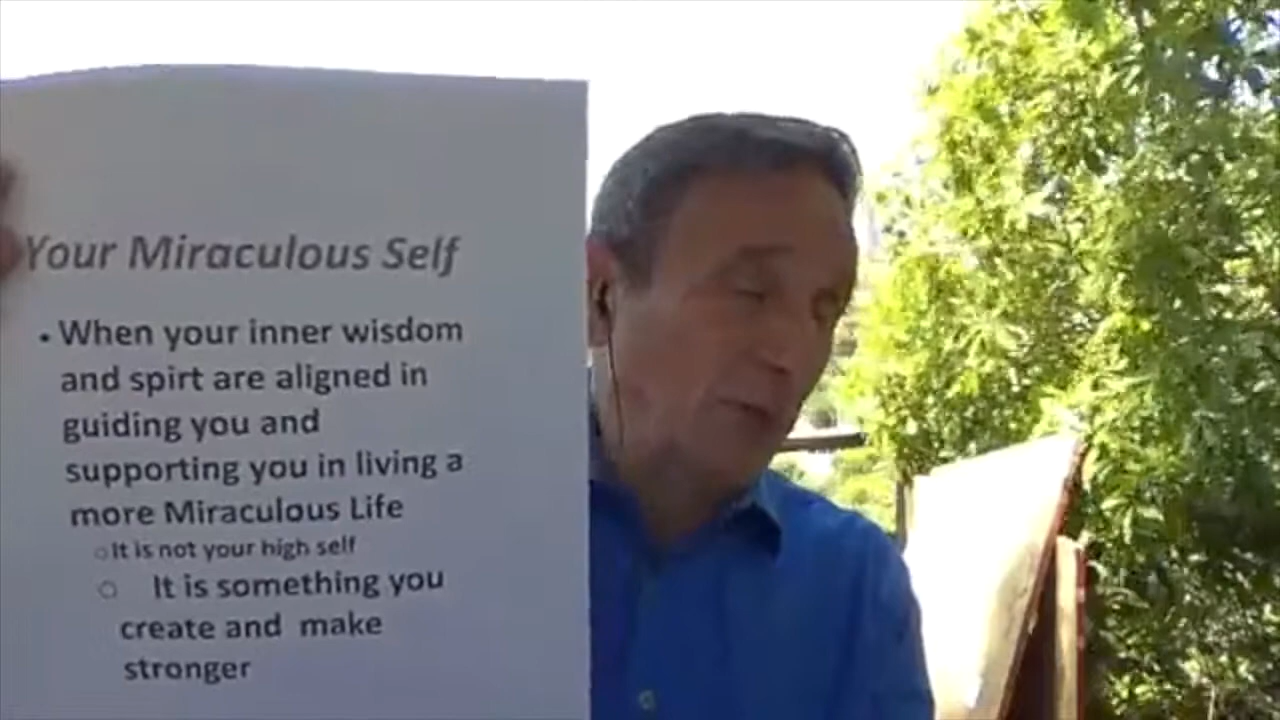 Your Miraculous Self
• When your inner wisdom
and spirt are aligned in
guiding you and
supporting you in living a
more Miraculous Life
○ It is not your high self
○ It is something you
create and make
stronger